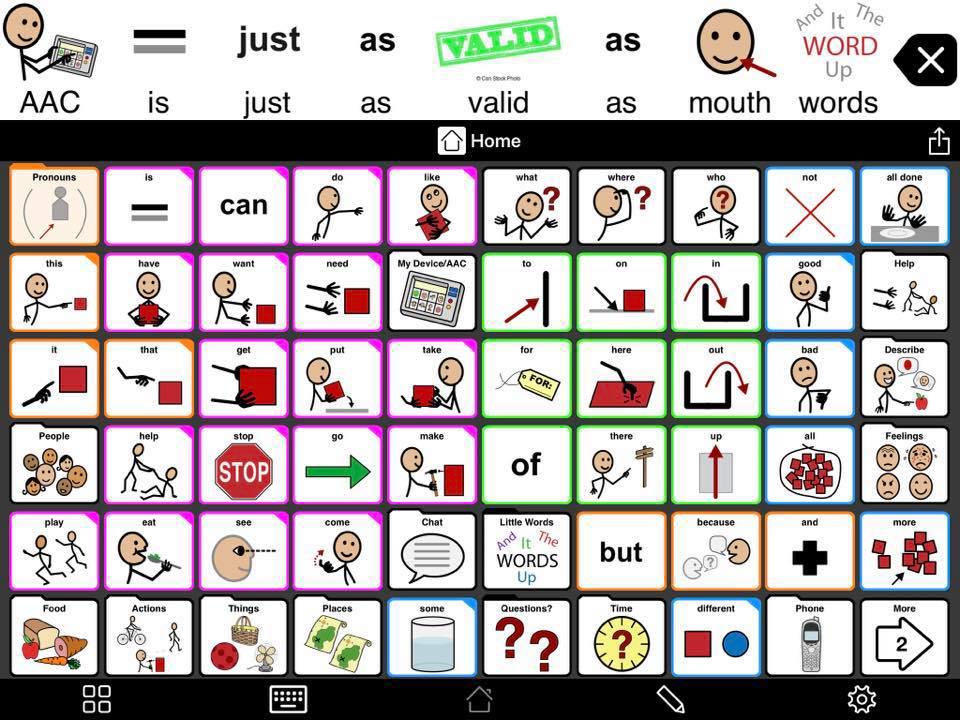 just as VALID as And It The
WORD
Up
© Can Stock Photo
AAC is just as valid as mouth words
Home
Pronouns is can do like what where who not all done
this have want need My Device/AAC to on in good Help
it that get put take for here out bad Describe
FOR:
People help stop go make of there up all Feelings
STOP
play eat see come Chat Little Words but because and more
And It The
WORDS
Up
Food Actions Things Places some Questions? Time different Phone More
2